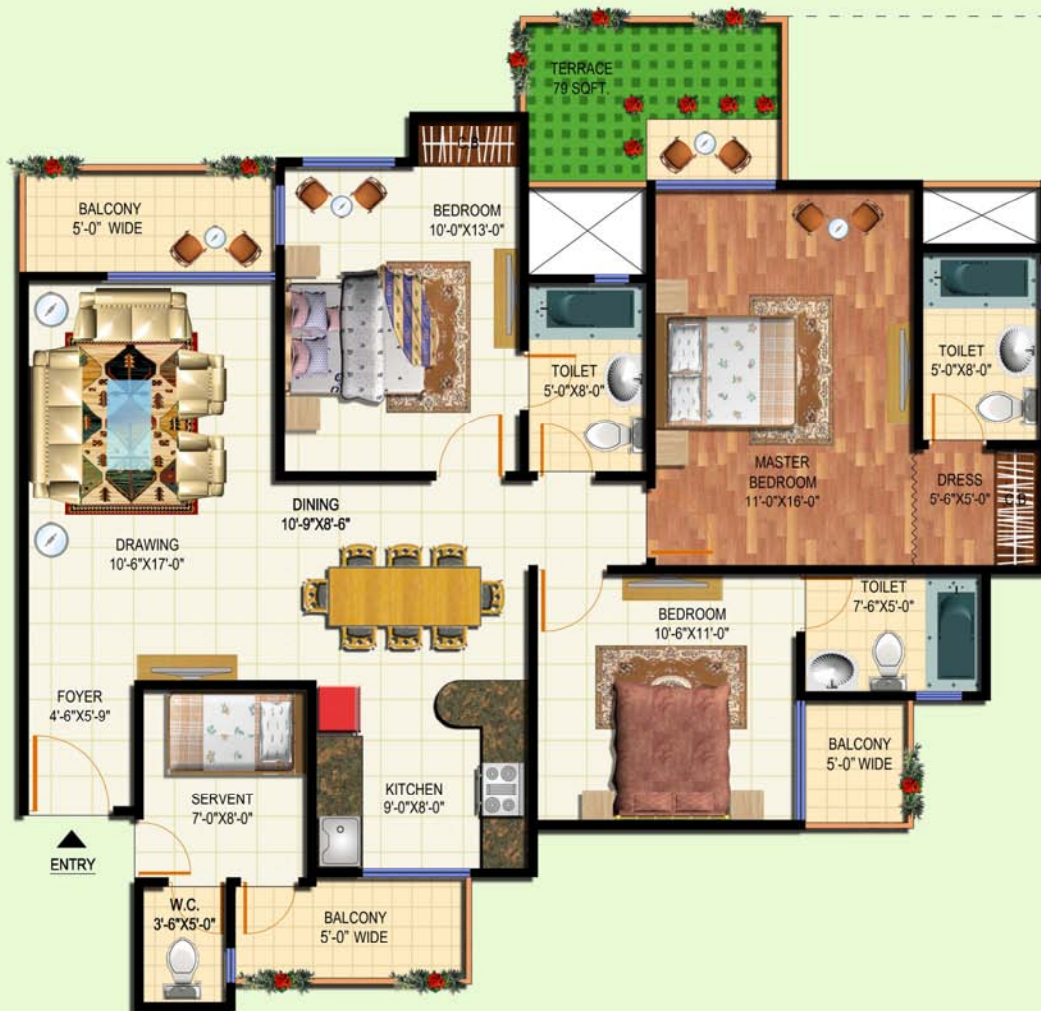 TERRACE
79 SQFT.
C.B
BALCONY
5'-0" WIDE
BEDROOM
10'-0"X13'-0"
TOILET
5'-0"X8'-0"
TOILET
5'-0"X8'-0"
MASTER
BEDROOM
11'-0"X16'-0"
DRESS
5'-6"X5'-0"
C.B
DINING
10'-9"X8'-6"
DRAWING
10'-6"X17'-0"
TOILET
7'-6"X5'-0"
BEDROOM
10'-6"X11'-0"
FOYER
4'-6"X5'-9"
BALCONY
5'-0" WIDE
SERVENT
7'-0"X8'-0"
KITCHEN
9'-0"X8'-0"
ENTRY
W.C.
3'-6"X5'-0"
BALCONY
5'-0" WIDE